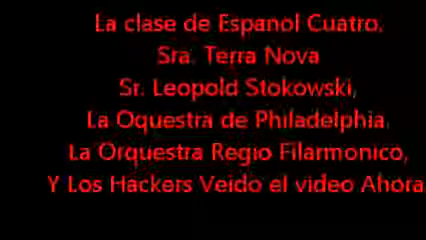 La clase de Espanol Cuatro,
Sra. Terra Nova
Sr. Leopold Stokowski,
La Oquestra de Philadelphia,
La Orquestra Regio Filarmonico,
Y Los Hackers Veido el video Ahora